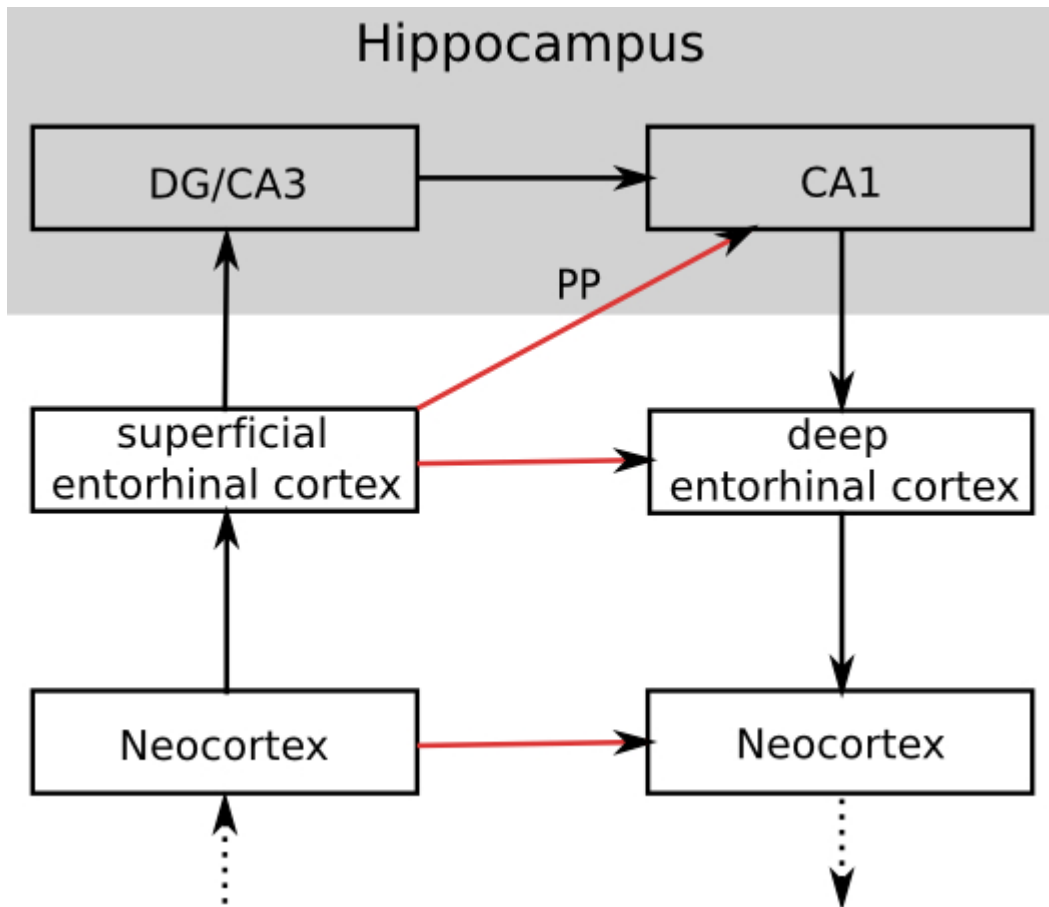 Hippocampus
DG/CA3
CA1
PP
superficial
entorhinal cortex
deep
entorhinal cortex
Neocortex
Neocortex